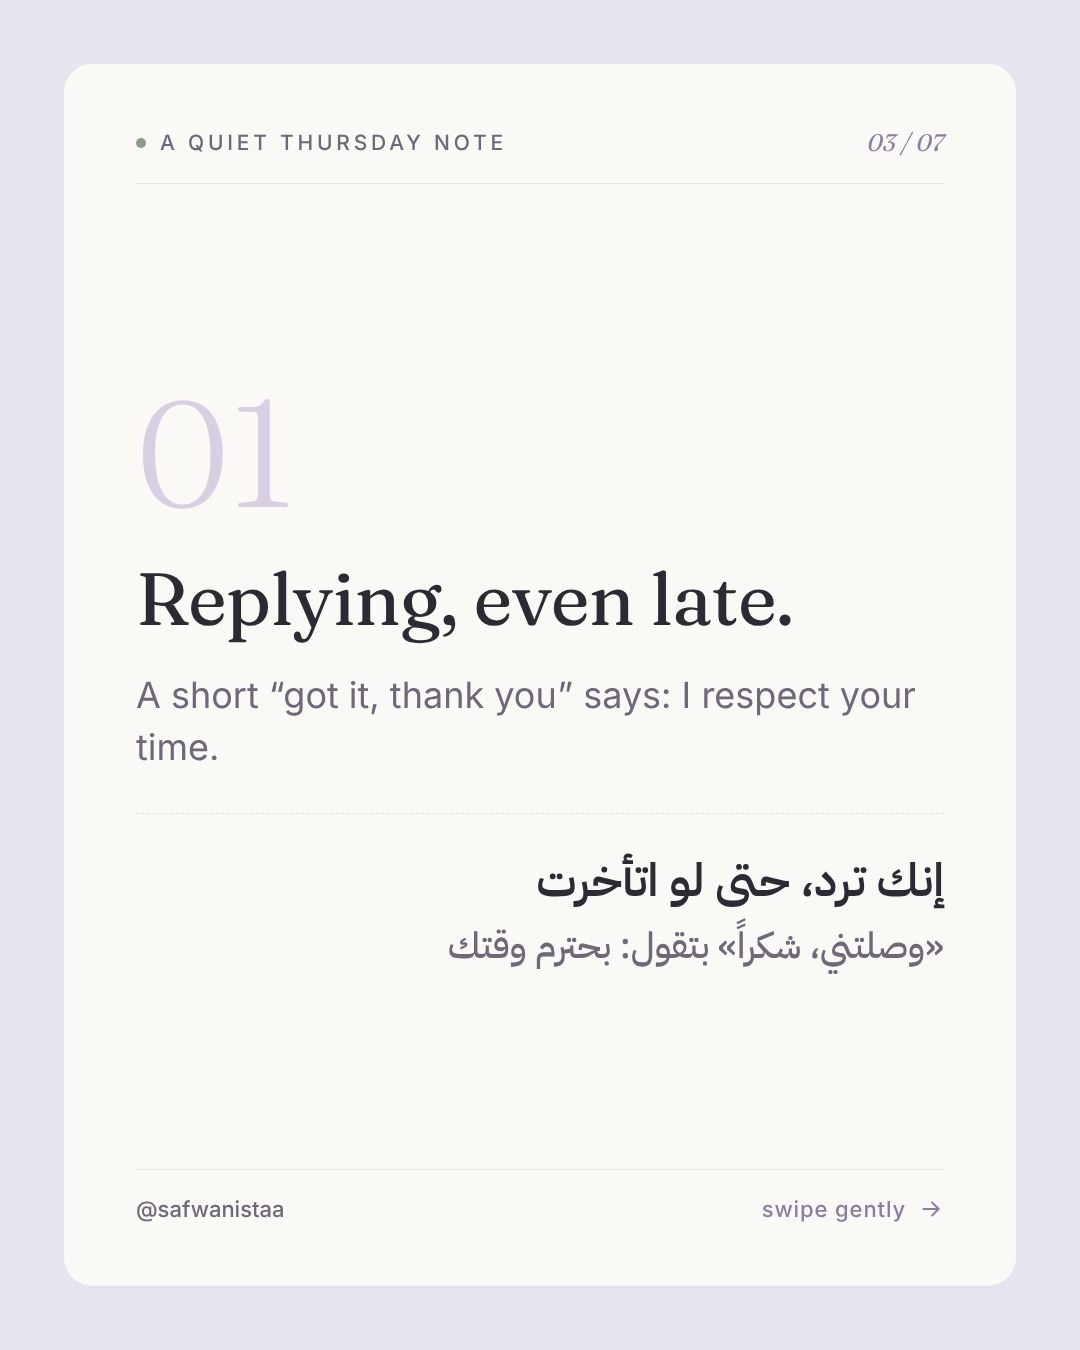 A QUIET THURSDAY NOTE
03 / 07
01
Replying, even late.
A short “got it, thank you” says: I respect your
time.
إنك ترد، حتى لو اتأخرت
«وصلتني، شكراً» بتقول: بحترم وقتك
@safwanistaa
swipe gently →